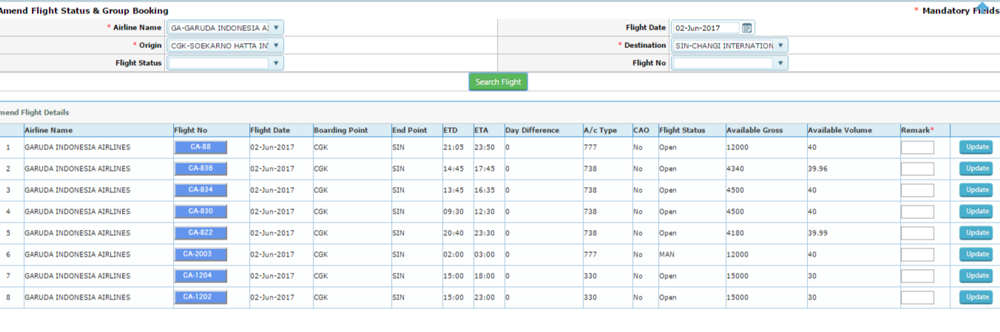 Amend Flight Status & Group Booking * Mandatory Fields
* Airline Name GA-GARUDA INDONESIA Flight Date 02-Jun-2017
* Origin CGK-SOEKARNO HATTA * Destination SIN-CHANGI INTERNATION
Flight Status Flight No
Search Flight
mend Flight Details
Airline Name Flight No Flight Date Boarding Point End Point ETD ETA Day Difference A/c Type CAO Flight Status Available Gross Available Volume Remark*
1 GARUDA INDONESIA AIRLINES GA-88 02-Jun-2017 CGK SIN 21:05 23:50 0 777 No Open 12000 40 Update
2 GARUDA INDONESIA AIRLINES GA-836 02-Jun-2017 CGK SIN 14:45 17:45 0 738 No Open 4340 39.96 Update
3 GARUDA INDONESIA AIRLINES GA-834 02-Jun-2017 CGK SIN 13:45 16:35 0 738 No Open 4500 40 Update
4 GARUDA INDONESIA AIRLINES GA-830 02-Jun-2017 CGK SIN 09:30 12:30 0 738 No Open 4500 40 Update
5 GARUDA INDONESIA AIRLINES GA-822 02-Jun-2017 CGK SIN 20:40 23:30 0 738 No Open 4180 39.99 Update
6 GARUDA INDONESIA AIRLINES GA-2003 02-Jun-2017 CGK SIN 02:00 03:00 0 777 No MAN 12000 40 Update
7 GARUDA INDONESIA AIRLINES GA-1204 02-Jun-2017 CGK SIN 15:00 18:00 0 330 No Open 15000 30 Update
8 GARUDA INDONESIA AIRLINES GA-1202 02-Jun-2017 CGK SIN 15:00 23:00 0 330 No Open 15000 30 Update